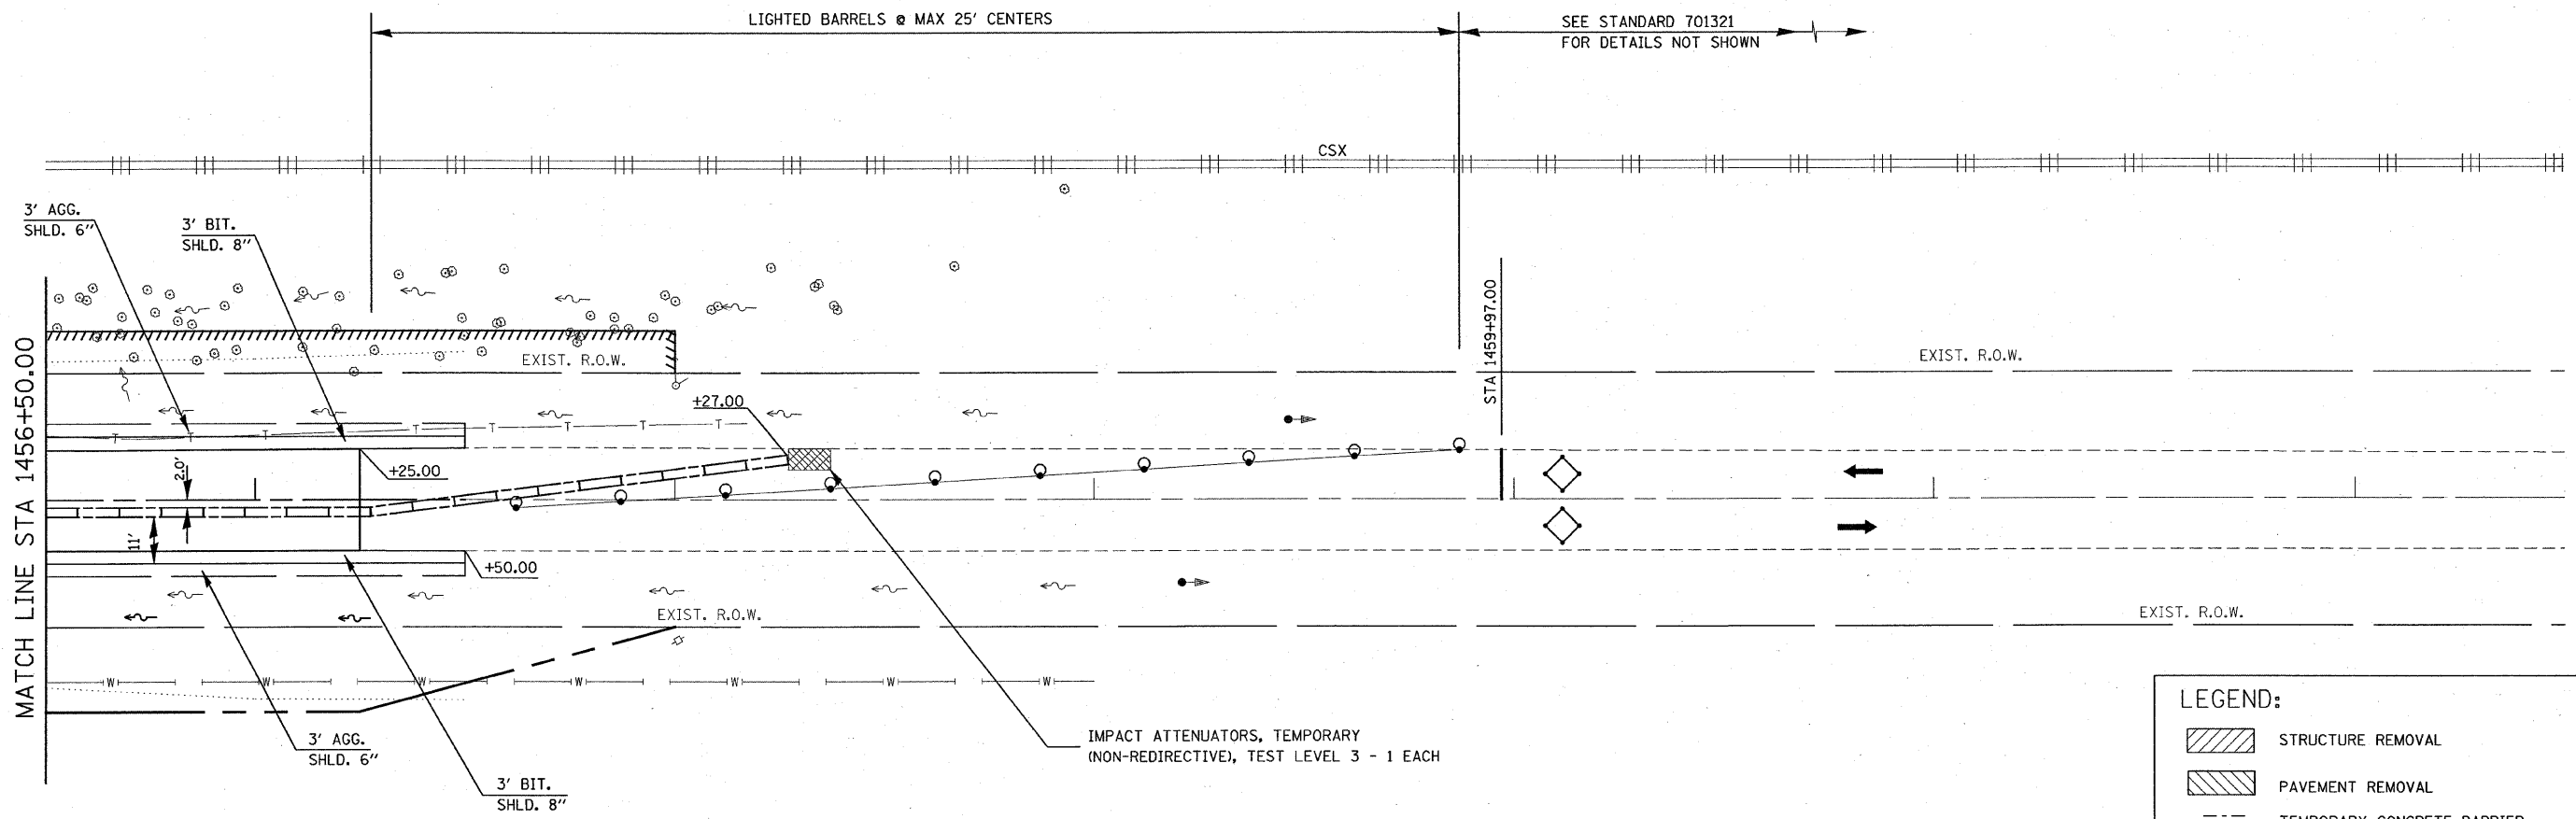 LIGHTED BARRELS @ MAX 25' CENTERS
SEE STANDARD 701321
FOR DETAILS NOT SHOWN
CSX
3' AGG.
SHLD. 6"
3' BIT.
SHLD. 8"
MATCH LINE STA 1456+50.00
EXIST. R.O.W.
EXIST. R.O.W.
STA 1459+97.00
+27.00
T T T T T T T T
+25.00
2.0'
11'
+50.00
EXIST. R.O.W.
EXIST. R.O.W.
W W W W W W W
3' AGG.
SHLD. 6"
3' BIT.
SHLD. 8"
IMPACT ATTENUATORS, TEMPORARY
(NON-REDIRECTIVE), TEST LEVEL 3 - 1 EACH
LEGEND:
STRUCTURE REMOVAL
PAVEMENT REMOVAL
TEMPORARY CONCRETE BARRIER